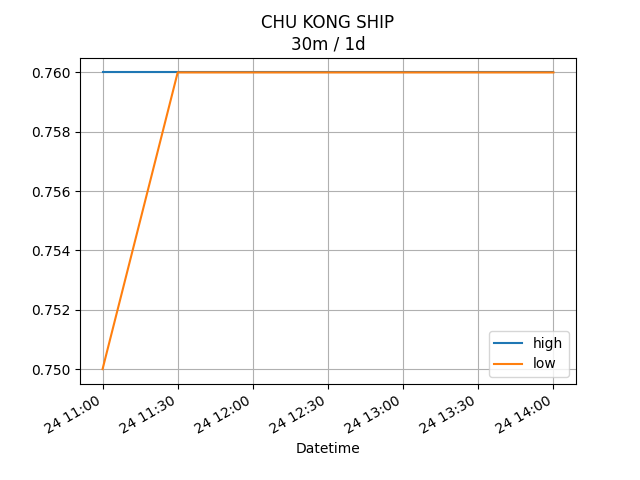 CHU KONG SHIP
30m / 1d
0.760
0.758
0.756
0.754
0.752
0.750
high
low
24 11:00
24 11:30
24 12:00
24 12:30
24 13:00
24 13:30
24 14:00
Datetime